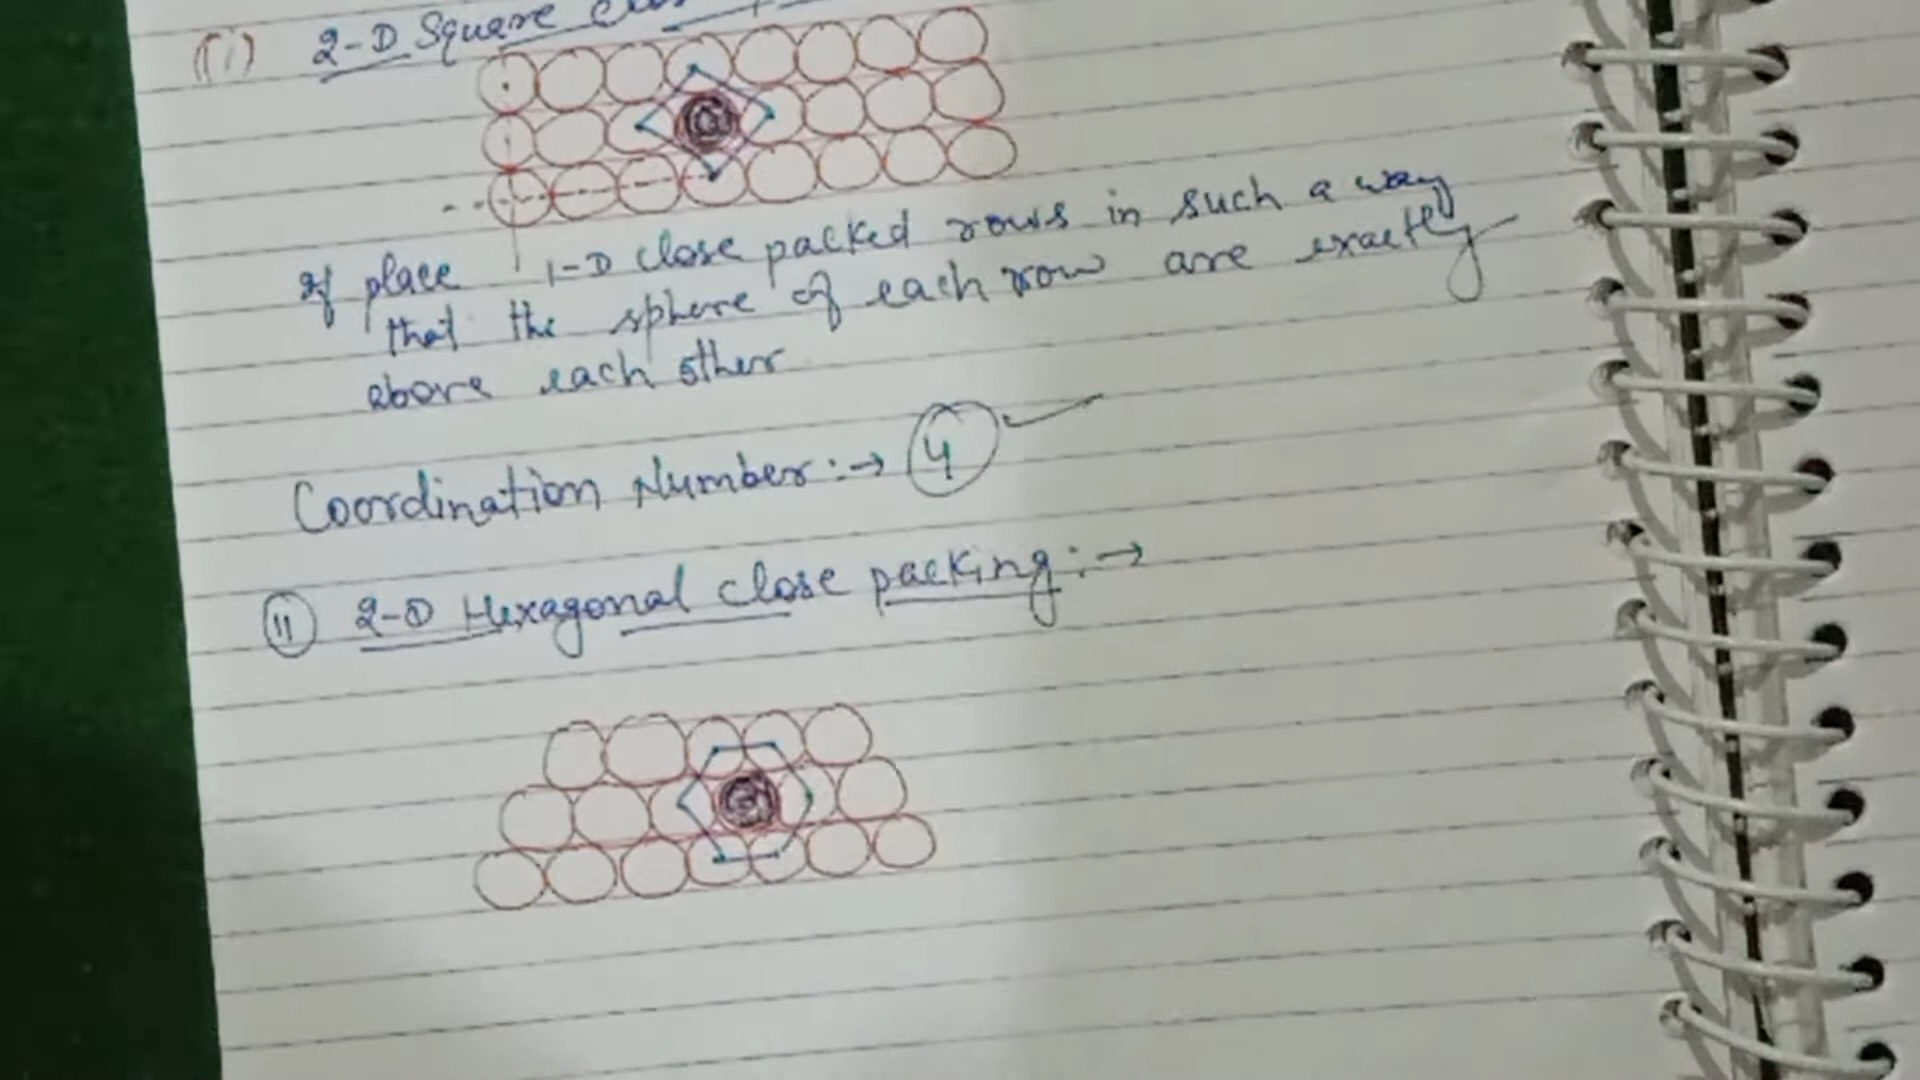 (i) 2-D Square
If place 1-D close packed rows in such a way
that the sphere of each row are exactly
above each other
Coordination Number :→ 4
(ii) 2-D Hexagonal close packing :→